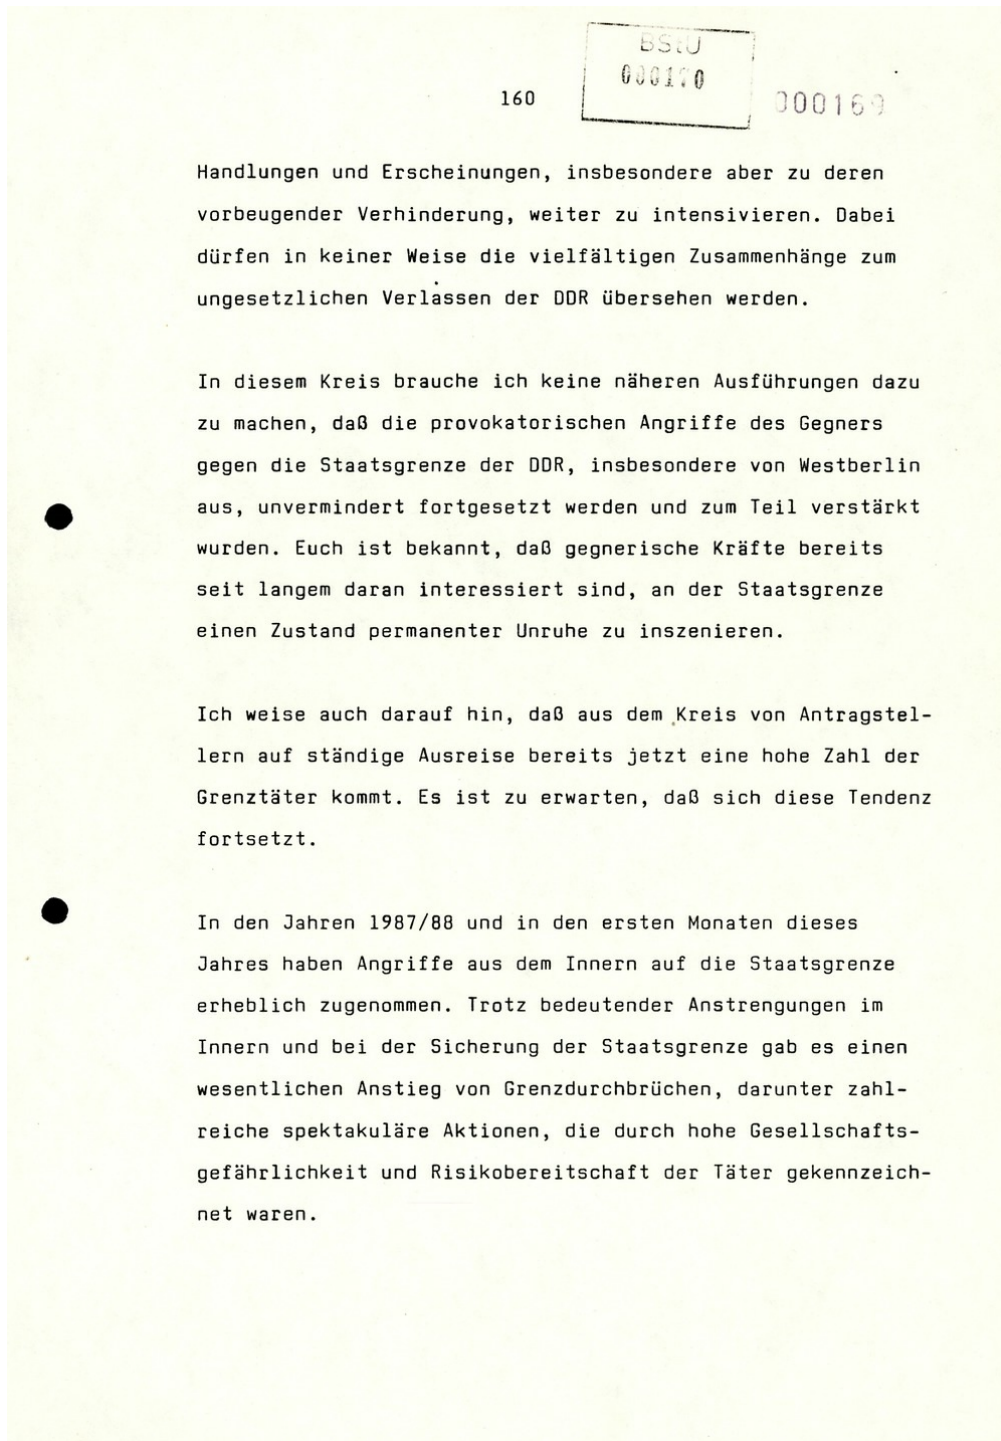 BStU
000170
160
000169
Handlungen und Erscheinungen, insbesondere aber zu deren
vorbeugender Verhinderung, weiter zu intensivieren. Dabei
dürfen in keiner Weise die vielfältigen Zusammenhänge zum
ungesetzlichen Verlassen der DDR übersehen werden.
In diesem Kreis brauche ich keine näheren Ausführungen dazu
zu machen, daß die provokatorischen Angriffe des Gegners
gegen die Staatsgrenze der DDR, insbesondere von Westberlin
aus, unvermindert fortgesetzt werden und zum Teil verstärkt
wurden. Euch ist bekannt, daß gegnerische Kräfte bereits
seit langem daran interessiert sind, an der Staatsgrenze
einen Zustand permanenter Unruhe zu inszenieren.
Ich weise auch darauf hin, daß aus dem Kreis von Antragstel-
lern auf ständige Ausreise bereits jetzt eine hohe Zahl der
Grenztäter kommt. Es ist zu erwarten, daß sich diese Tendenz
fortsetzt.
In den Jahren 1987/88 und in den ersten Monaten dieses
Jahres haben Angriffe aus dem Innern auf die Staatsgrenze
erheblich zugenommen. Trotz bedeutender Anstrengungen im
Innern und bei der Sicherung der Staatsgrenze gab es einen
wesentlichen Anstieg von Grenzdurchbrüchen, darunter zahl-
reiche spektakuläre Aktionen, die durch hohe Gesellschafts-
gefährlichkeit und Risikobereitschaft der Täter gekennzeich-
net waren.